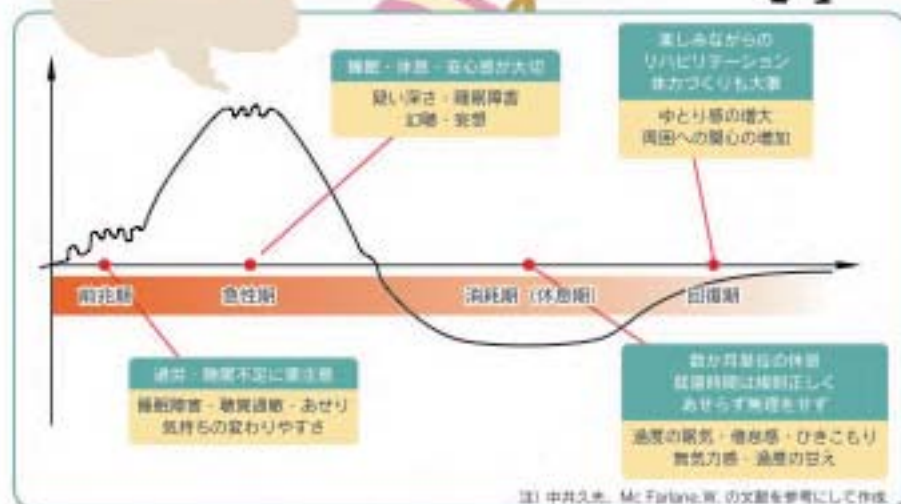 睡眠・休息・安心感が大切
疑い深さ・睡眠障害
幻聴・妄想
楽しみながらの
リハビリテーション
体力づくりも大事
ゆとり感の増大
周囲への関心の増加
前兆期
急性期
消耗期（休息期）
回復期
過労・睡眠不足に要注意
睡眠障害・聴覚過敏・あせり
気持ちの変わりやすさ
数か月単位の休息
就寝時間は規則正しく
あせらず無理をせず
過度の眠気・倦怠感・ひきこもり
無気力感・過度の甘え
注）中井久夫、Mc Farlane.W. の文献を参考にして作成